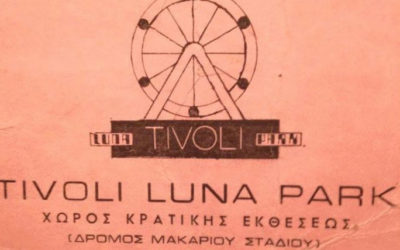 LUNA TIVOLI PARK
TIVOLI LUNA PARK
ΧΩΡΟΣ ΚΡΑΤΙΚΗΣ ΕΚΘΕΣΕΩΣ
(ΔΡΟΜΟΣ ΜΑΚΑΡΙΟΥ ΣΤΑΔΙΟΥ)